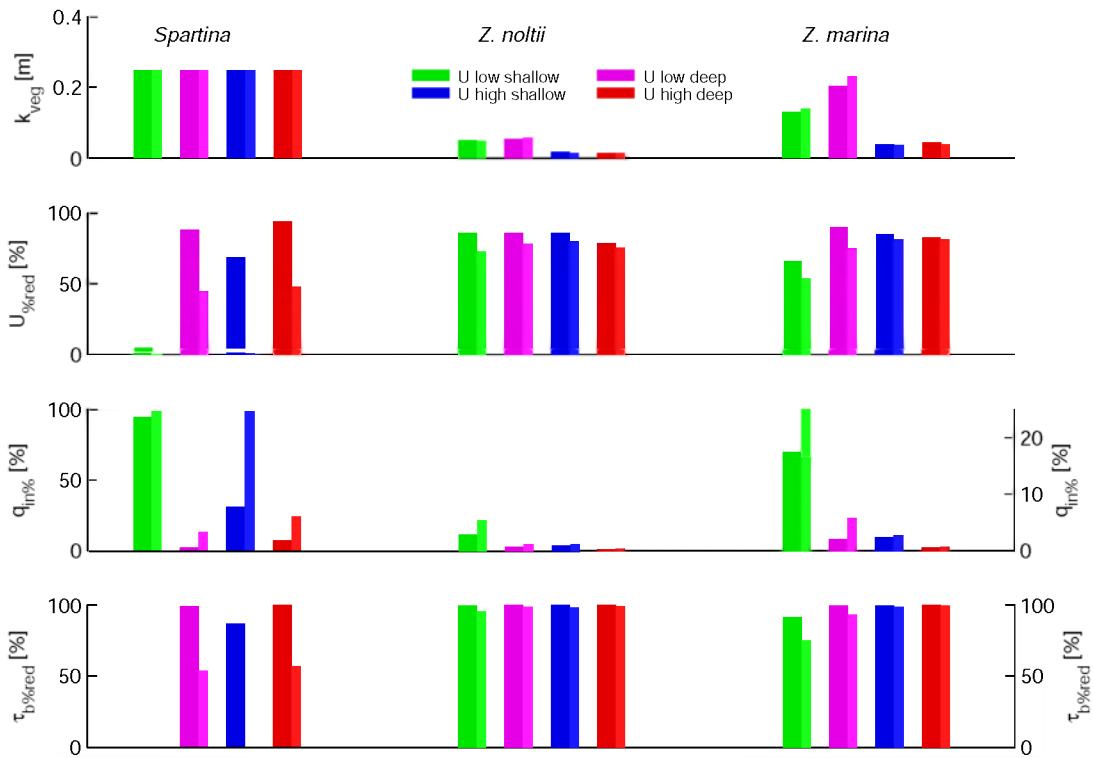 Spartina Z. noltii Z. marina
U low shallow U low deep
U high shallow U high deep
k_veg [m]
0.4
0.2
0
U_%red [%]
100
50
0
q_in% [%]
100
50
0
q_in% [%]
20
10
0
τ_b%red [%]
100
50
0
τ_b%red [%]
100
50
0